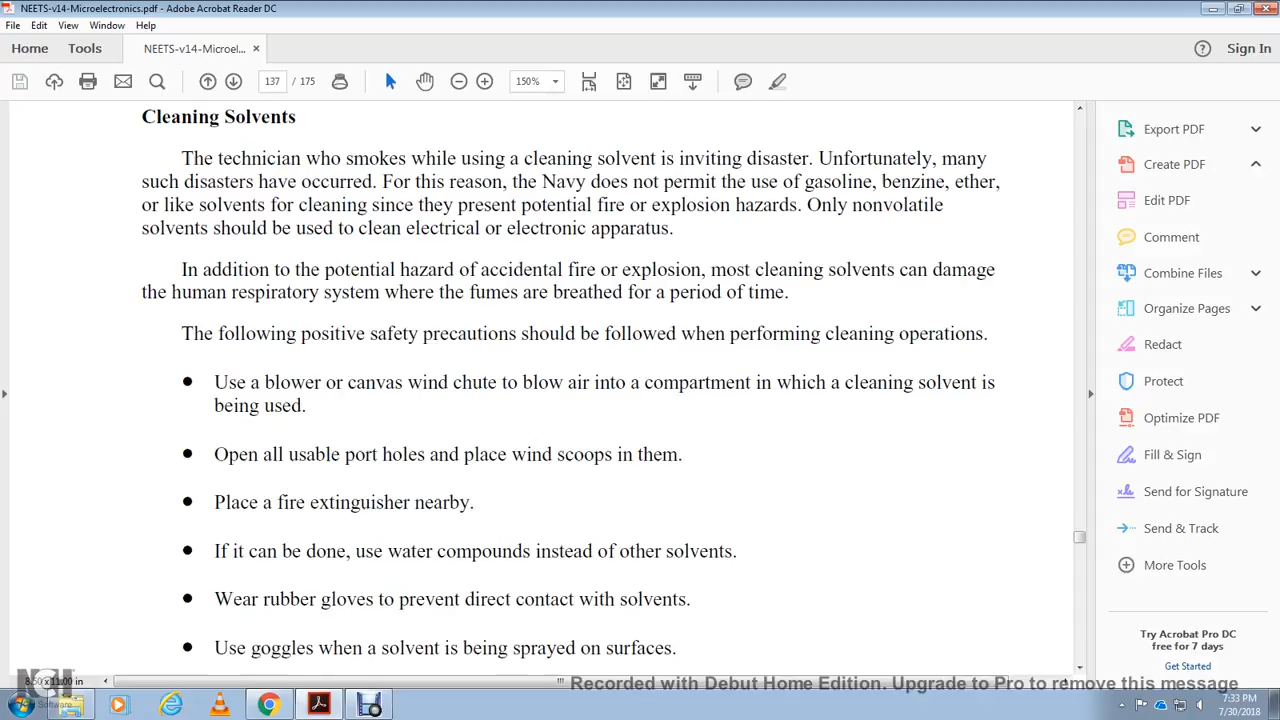 NEETS-v14-Microelectronics.pdf - Adobe Acrobat Reader DC
File Edit View Window Help
Home Tools NEETS-v14-Microel... × Sign In
137 / 175 150%
Cleaning Solvents
The technician who smokes while using a cleaning solvent is inviting disaster. Unfortunately, many
such disasters have occurred. For this reason, the Navy does not permit the use of gasoline, benzine, ether,
or like solvents for cleaning since they present potential fire or explosion hazards. Only nonvolatile
solvents should be used to clean electrical or electronic apparatus.
In addition to the potential hazard of accidental fire or explosion, most cleaning solvents can damage
the human respiratory system where the fumes are breathed for a period of time.
The following positive safety precautions should be followed when performing cleaning operations.
● Use a blower or canvas wind chute to blow air into a compartment in which a cleaning solvent is
being used.
● Open all usable port holes and place wind scoops in them.
● Place a fire extinguisher nearby.
● If it can be done, use water compounds instead of other solvents.
● Wear rubber gloves to prevent direct contact with solvents.
● Use goggles when a solvent is being sprayed on surfaces.
Export PDF
Create PDF
Edit PDF
Comment
Combine Files
Organize Pages
Redact
Protect
Optimize PDF
Fill & Sign
Send for Signature
Send & Track
More Tools
Try Acrobat Pro DC
free for 7 days
Get Started
8.50 x 11.00 in
Recorded with Debut Home Edition. Upgrade to Pro to remove this message
NCH Software
7:33 PM
7/30/2018